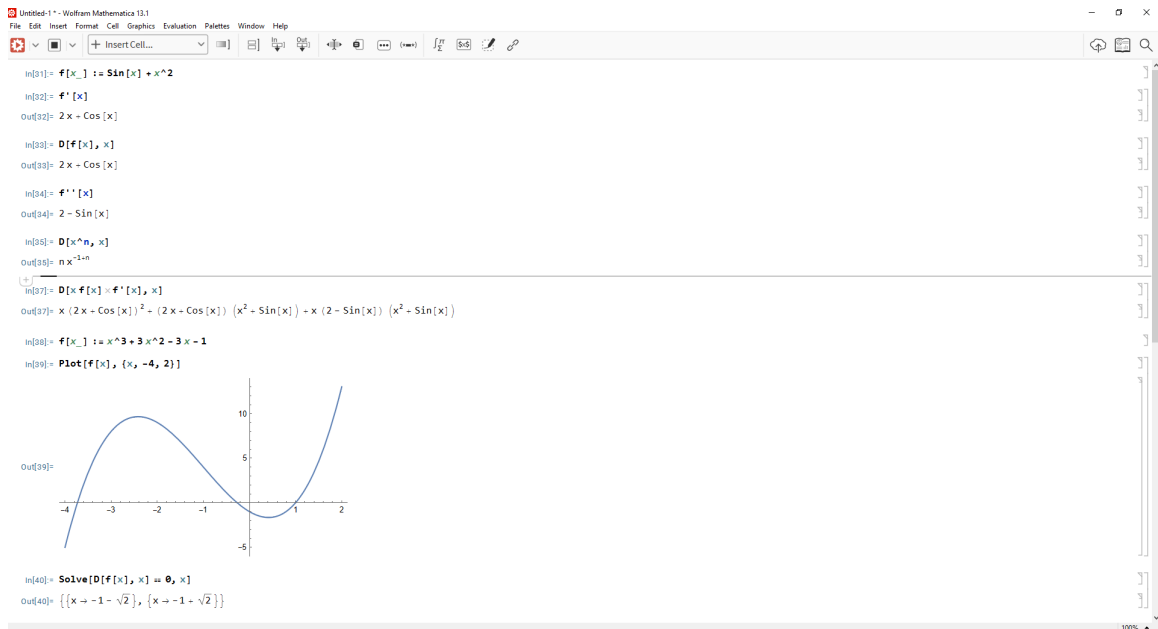 Untitled-1 * - Wolfram Mathematica 13.1
File Edit Insert Format Cell Graphics Evaluation Palettes Window Help
Insert Cell...
In[31]:= f[x_] := Sin[x] + x^2
In[32]:= f'[x]
Out[32]= 2 x + Cos[x]
In[33]:= D[f[x], x]
Out[33]= 2 x + Cos[x]
In[34]:= f''[x]
Out[34]= 2 - Sin[x]
In[35]:= D[x^n, x]
Out[35]= n x^(-1+n)
In[37]:= D[x f[x] × f'[x], x]
Out[37]= x (2 x + Cos[x])² + (2 x + Cos[x]) (x² + Sin[x]) + x (2 - Sin[x]) (x² + Sin[x])
In[38]:= f[x_] := x^3 + 3 x^2 - 3 x - 1
In[39]:= Plot[f[x], {x, -4, 2}]
10
5
Out[39]=
-4 -3 -2 -1 1 2
-5
In[40]:= Solve[D[f[x], x] == 0, x]
Out[40]= {{x → -1 - √2}, {x → -1 + √2}}
100%